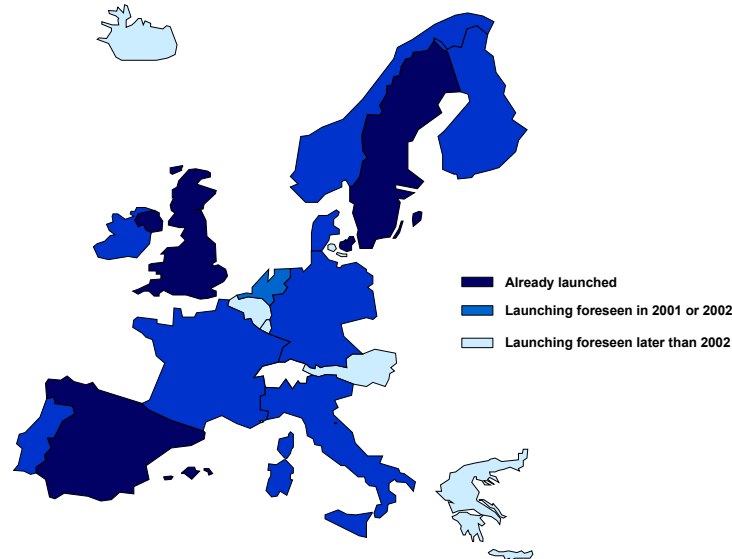 Already launched
Launching foreseen in 2001 or 2002
Launching foreseen later than 2002